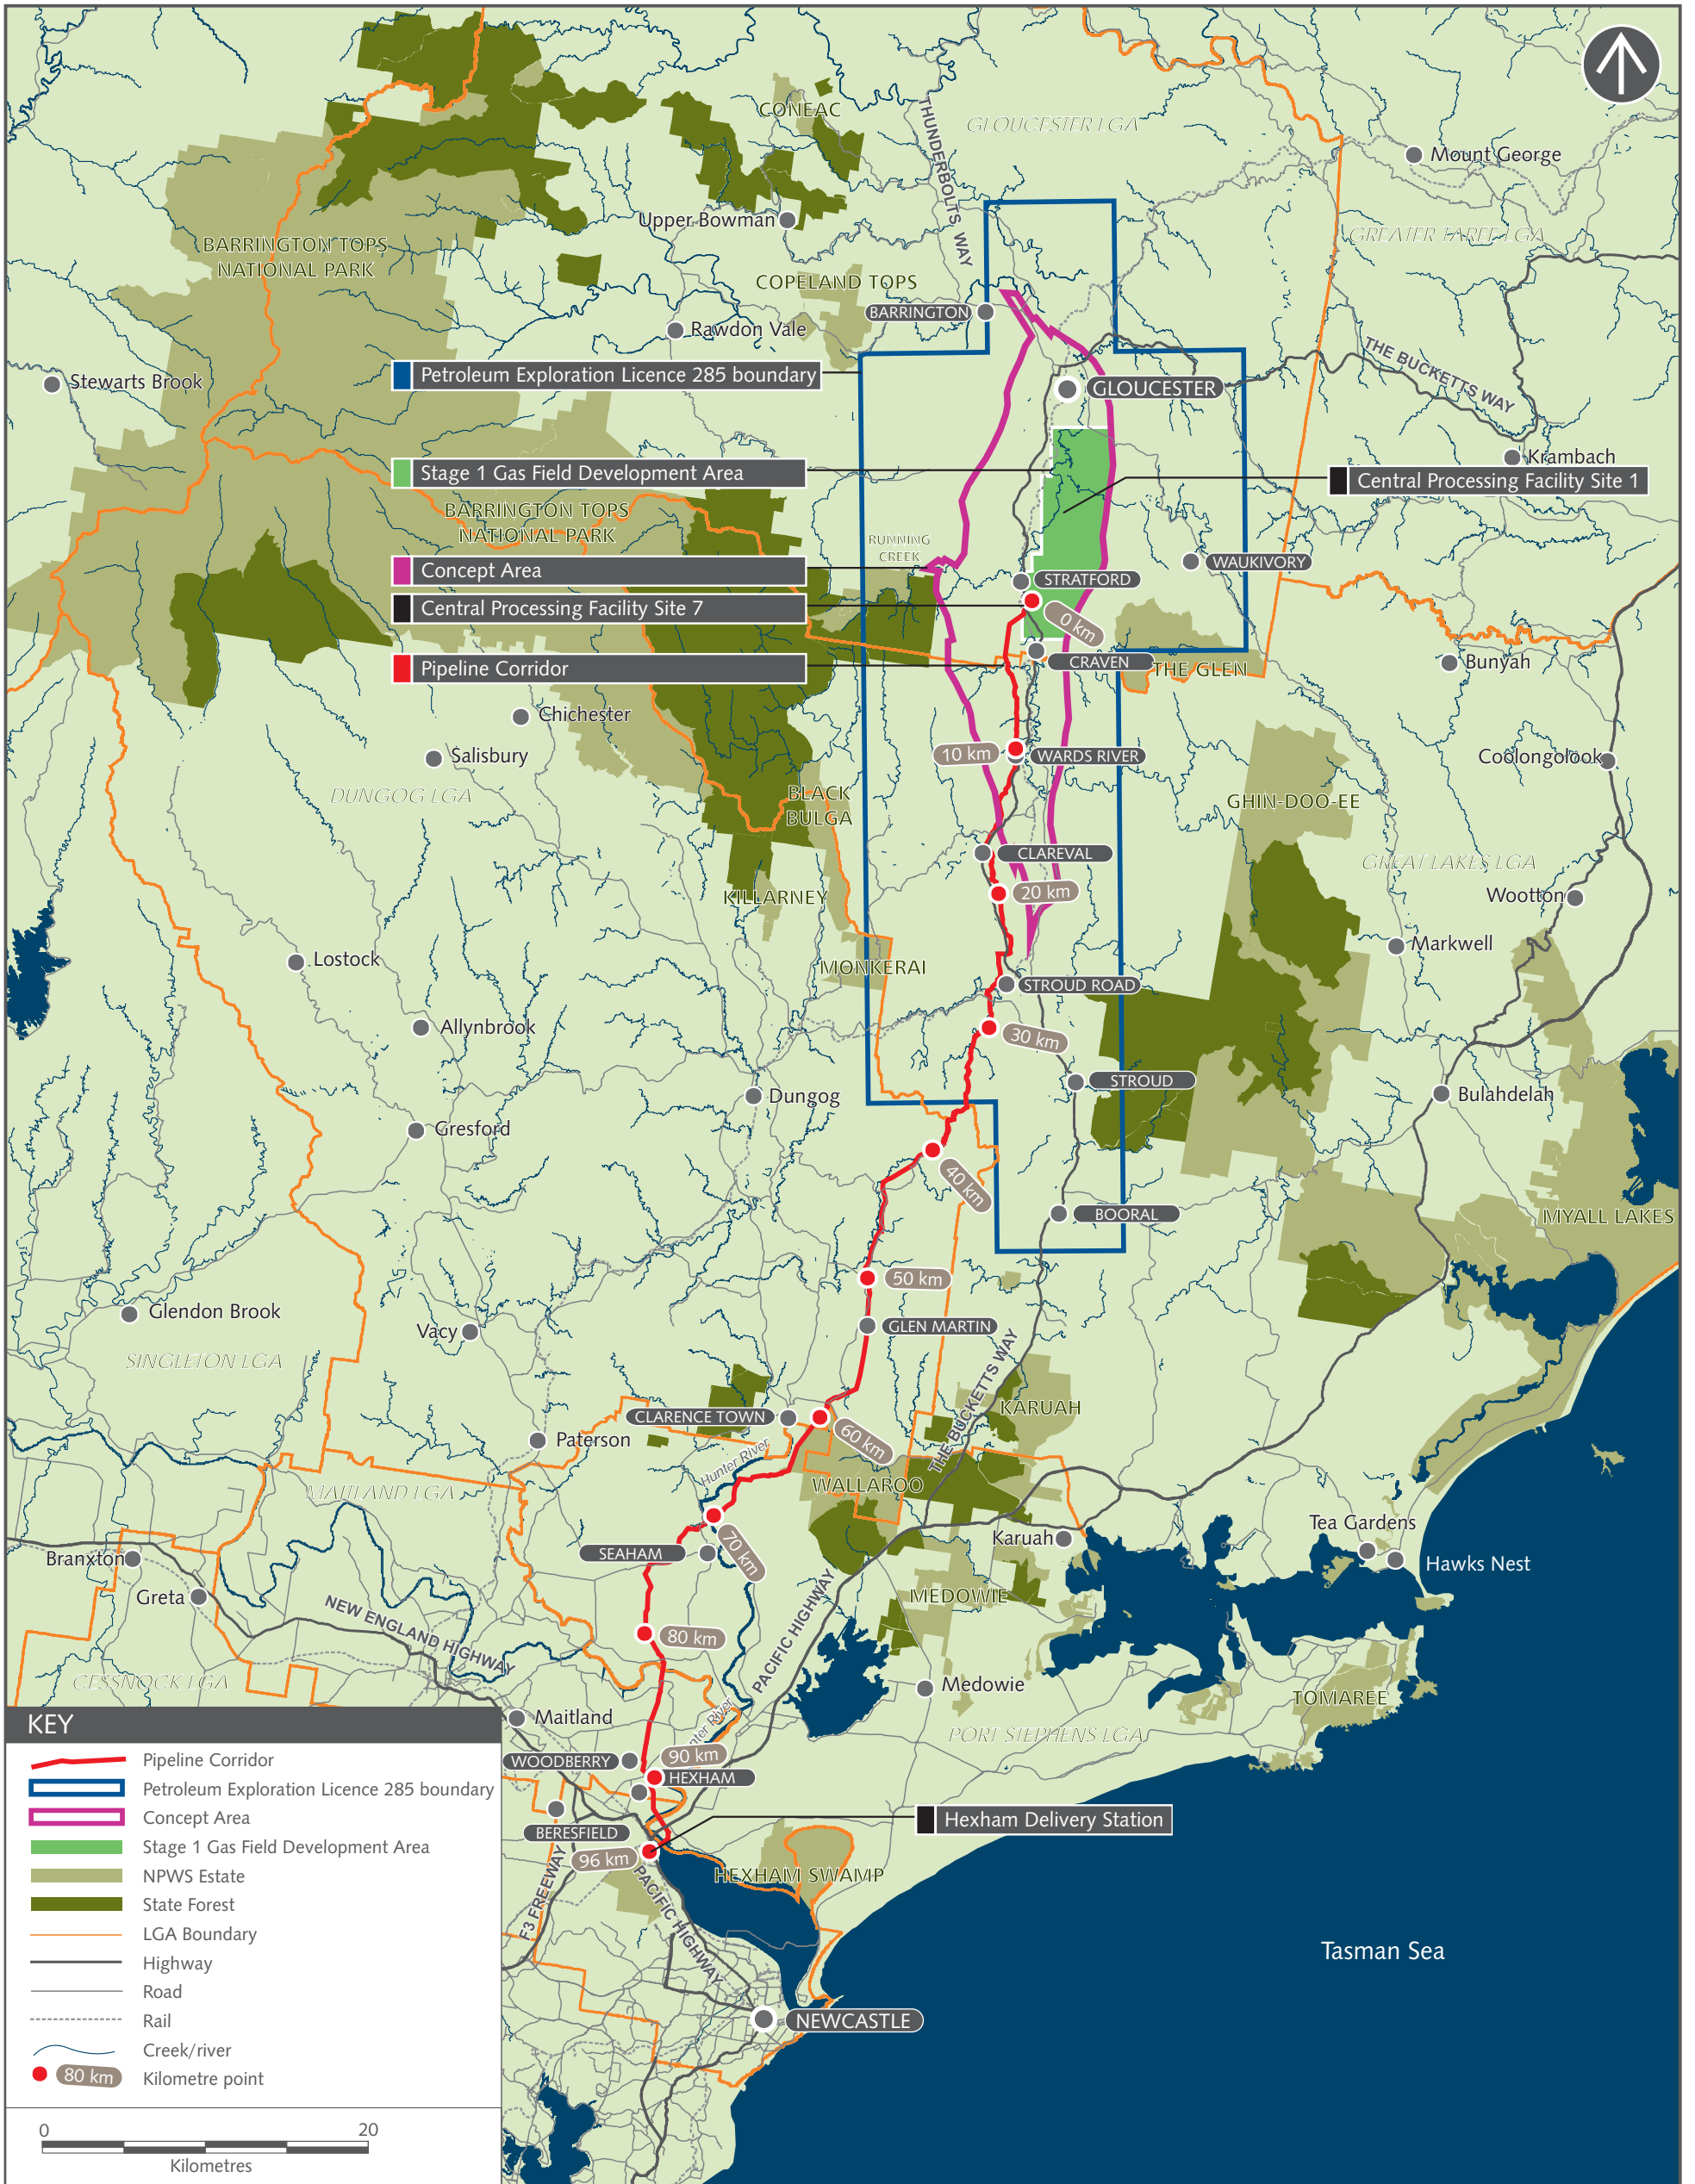 CONEAC
THUNDERBOLTS WAY
GLOUCESTER LGA
Mount George
Upper Bowman
GREATER TAREE LGA
BARRINGTON TOPS
NATIONAL PARK
COPELAND TOPS
BARRINGTON
Rawdon Vale
THE BUCKETTS WAY
Petroleum Exploration Licence 285 boundary
Stewarts Brook
GLOUCESTER
Krambach
Stage 1 Gas Field Development Area
Central Processing Facility Site 1
BARRINGTON TOPS
NATIONAL PARK
RUNNING
CREEK
WAUKIVORY
Concept Area
STRATFORD
Central Processing Facility Site 7
0 km
Pipeline Corridor
CRAVEN
THE GLEN
Bunyah
Chichester
Salisbury
10 km
WARDS RIVER
Coolongolook
DUNGOG LGA
BLACK
BULGA
GHIN-DOO-EE
CLAREVAL
GREAT LAKES LGA
KILLARNEY
20 km
Wootton
Markwell
Lostock
MONKERAI
STROUD ROAD
Allynbrook
30 km
STROUD
Dungog
Bulahdelah
Gresford
40 km
BOORAL
MYALL LAKES
50 km
Glendon Brook
GLEN MARTIN
Vacy
SINGLETON LGA
THE BUCKETTS WAY
KARUAH
CLARENCE TOWN
60 km
Paterson
Hunter River
WALLAROO
MAITLAND LGA
70 km
Karuah
Tea Gardens
SEAHAM
Branxton
Hawks Nest
Greta
MEDOWIE
NEW ENGLAND HIGHWAY
PACIFIC HIGHWAY
80 km
CESSNOCK LGA
Medowie
TOMAREE
Maitland
PORT STEPHENS LGA
WOODBERRY
90 km
HEXHAM
Hexham Delivery Station
BERESFIELD
96 km
HEXHAM SWAMP
F3 FREEWAY
PACIFIC HIGHWAY
Tasman Sea
NEWCASTLE
KEY
Pipeline Corridor
Petroleum Exploration Licence 285 boundary
Concept Area
Stage 1 Gas Field Development Area
NPWS Estate
State Forest
LGA Boundary
Highway
Road
Rail
Creek/river
80 km
Kilometre point
0 20
Kilometres